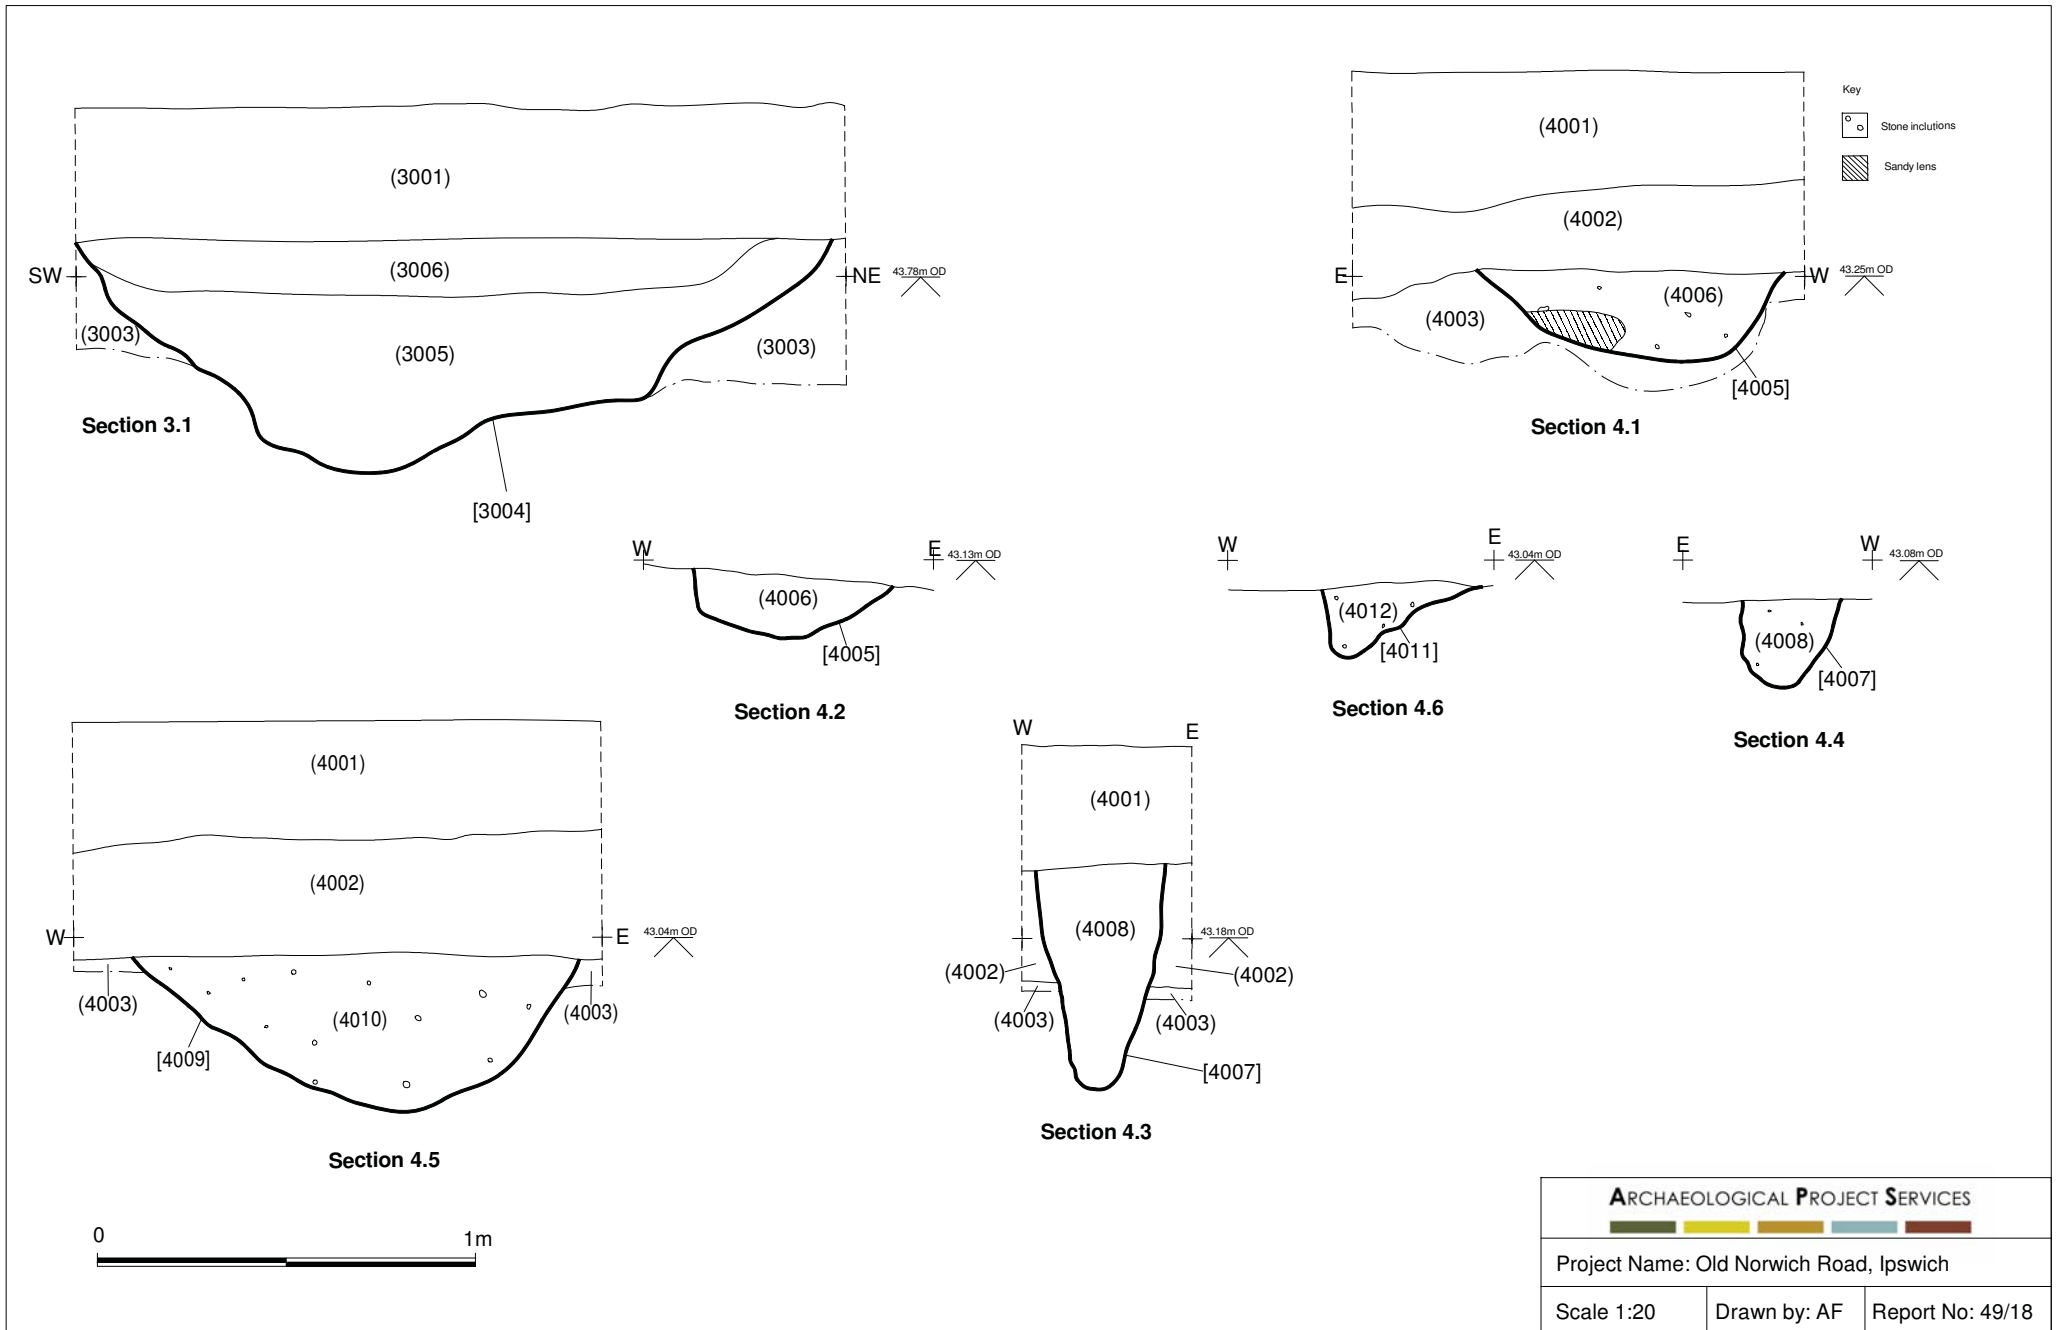 (3001)
(3006)
SW
NE
43.78m OD
(3003)
(3005)
(3003)
Section 3.1
[3004]
(4001)
(4002)
E
W
43.25m OD
(4006)
(4003)
[4005]
Section 4.1
Key
Stone inclutions
Sandy lens
W
E
43.13m OD
(4006)
[4005]
Section 4.2
W
E
43.04m OD
(4012)
[4011]
Section 4.6
E
W
43.08m OD
(4008)
[4007]
Section 4.4
(4001)
(4002)
W
E
43.04m OD
(4003)
(4010)
(4003)
[4009]
Section 4.5
W
E
(4001)
(4008)
43.18m OD
(4002)
(4002)
(4003)
(4003)
[4007]
Section 4.3
0
1m
ARCHAEOLOGICAL PROJECT SERVICES
Project Name: Old Norwich Road, Ipswich
Scale 1:20
Drawn by: AF
Report No: 49/18